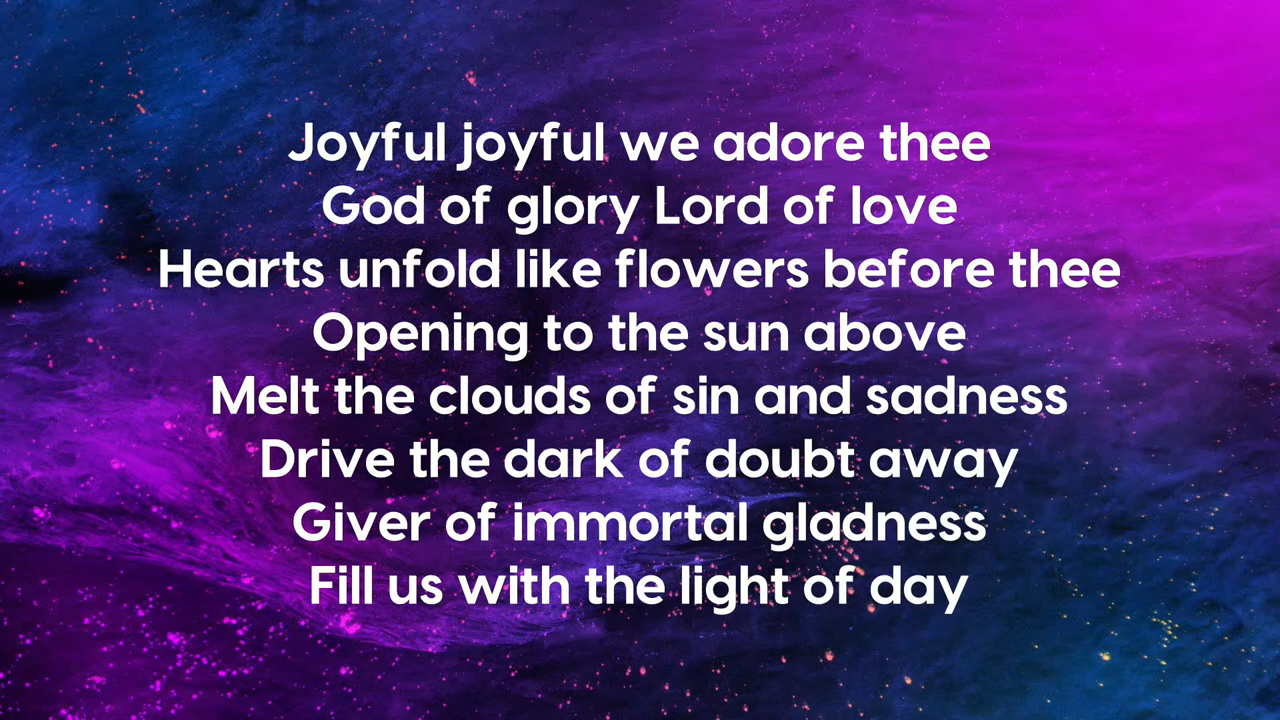 Joyful joyful we adore thee
God of glory Lord of love
Hearts unfold like flowers before thee
Opening to the sun above
Melt the clouds of sin and sadness
Drive the dark of doubt away
Giver of immortal gladness
Fill us with the light of day